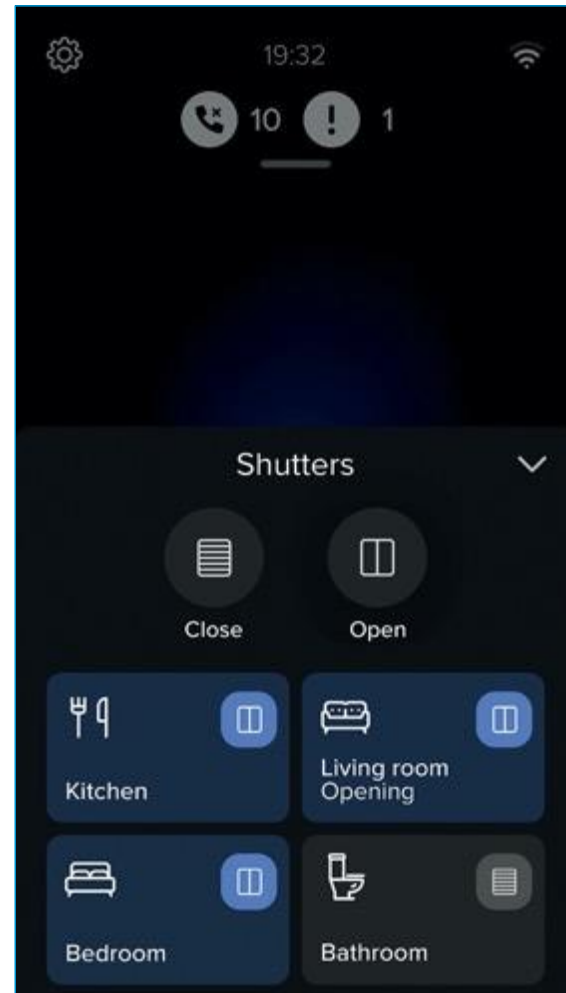 19:32
10 1
Shutters
Close Open
Kitchen
Living room
Opening
Bedroom
Bathroom